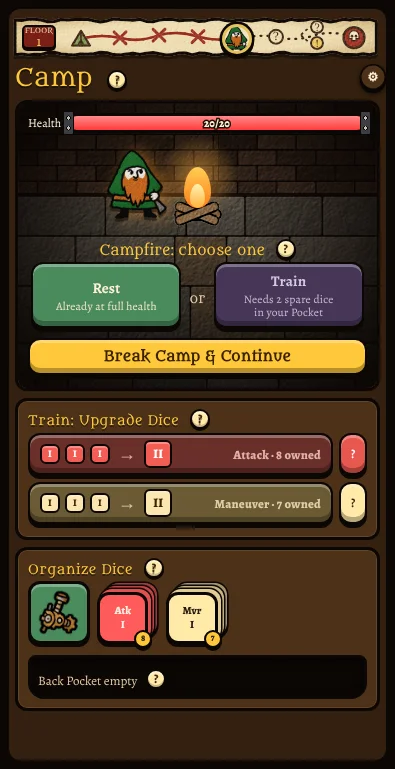 FLOOR
1
?
?
!
Camp ?
Health 20/20
Campfire: choose one ?
Rest
Already at full health
or
Train
Needs 2 spare dice
in your Pocket
Break Camp & Continue
Train: Upgrade Dice ?
I I I → II Attack · 8 owned ?
I I I → II Maneuver · 7 owned ?
Organize Dice ?
Atk
I
8
Mvr
I
7
Back Pocket empty ?